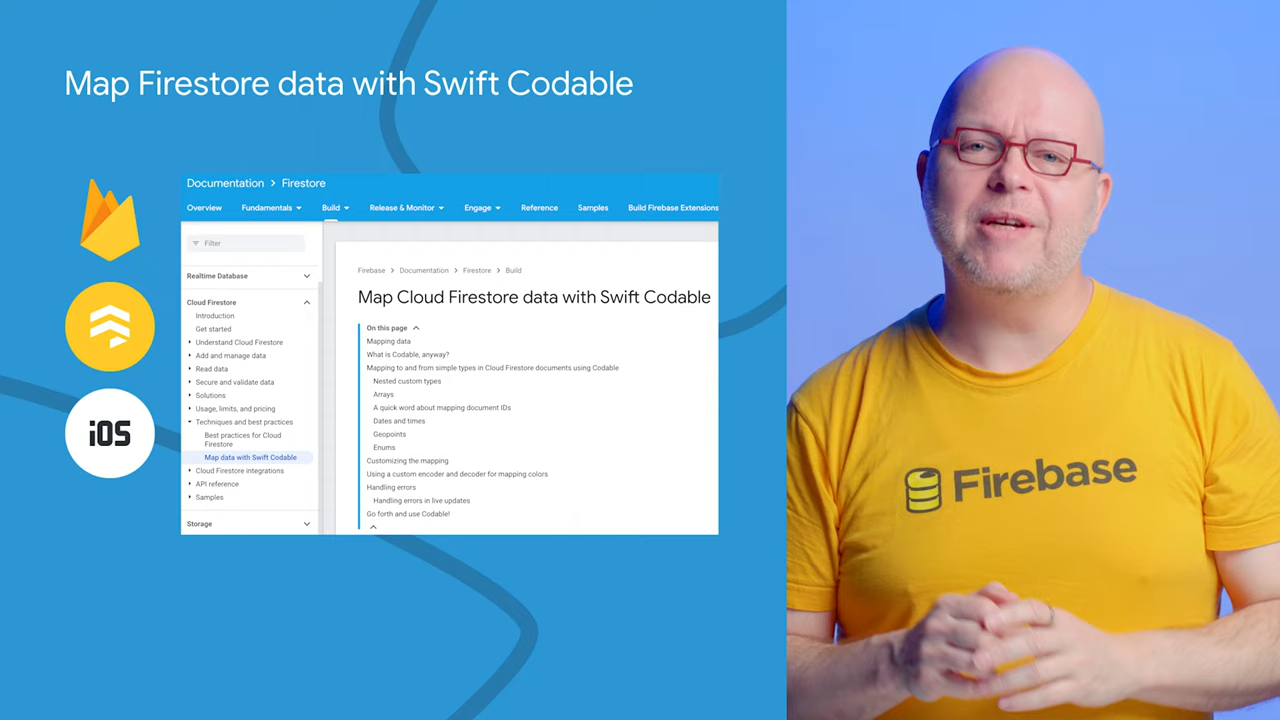 Map Firestore data with Swift Codable
Documentation > Firestore
Overview Fundamentals Build Release & Monitor Engage Reference Samples Build Firebase Extensions
Filter
Realtime Database
Cloud Firestore
Introduction
Get started
Understand Cloud Firestore
Add and manage data
Read data
Secure and validate data
Solutions
Usage, limits, and pricing
Techniques and best practices
Best practices for Cloud
Firestore
Map data with Swift Codable
Cloud Firestore integrations
API reference
Samples
Storage
Firebase > Documentation > Firestore > Build
Map Cloud Firestore data with Swift Codable
On this page
Mapping data
What is Codable, anyway?
Mapping to and from simple types in Cloud Firestore documents using Codable
Nested custom types
Arrays
A quick word about mapping document IDs
Dates and times
Geopoints
Enums
Customizing the mapping
Using a custom encoder and decoder for mapping colors
Handling errors
Handling errors in live updates
Go forth and use Codable!
iOS
Firebase